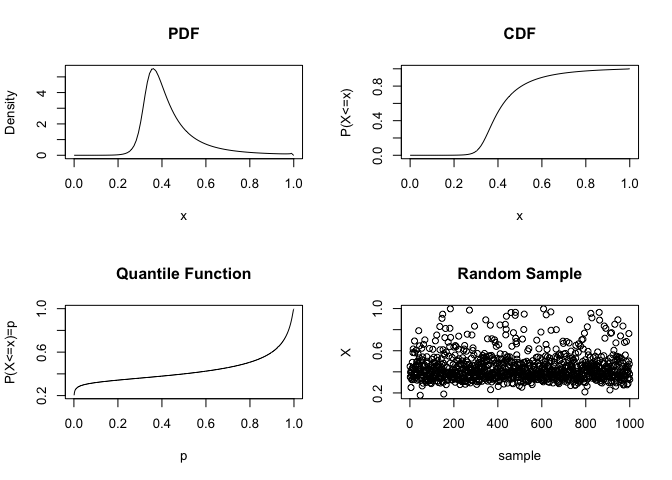 PDF
Density
0 2 4
0.0 0.2 0.4 0.6 0.8 1.0
x
CDF
P(X<=x)
0.0 0.4 0.8
0.0 0.2 0.4 0.6 0.8 1.0
x
Quantile Function
P(X<=x)=p
0.2 0.6 1.0
0.0 0.2 0.4 0.6 0.8 1.0
p
Random Sample
X
0.2 0.6 1.0
0 200 400 600 800 1000
sample